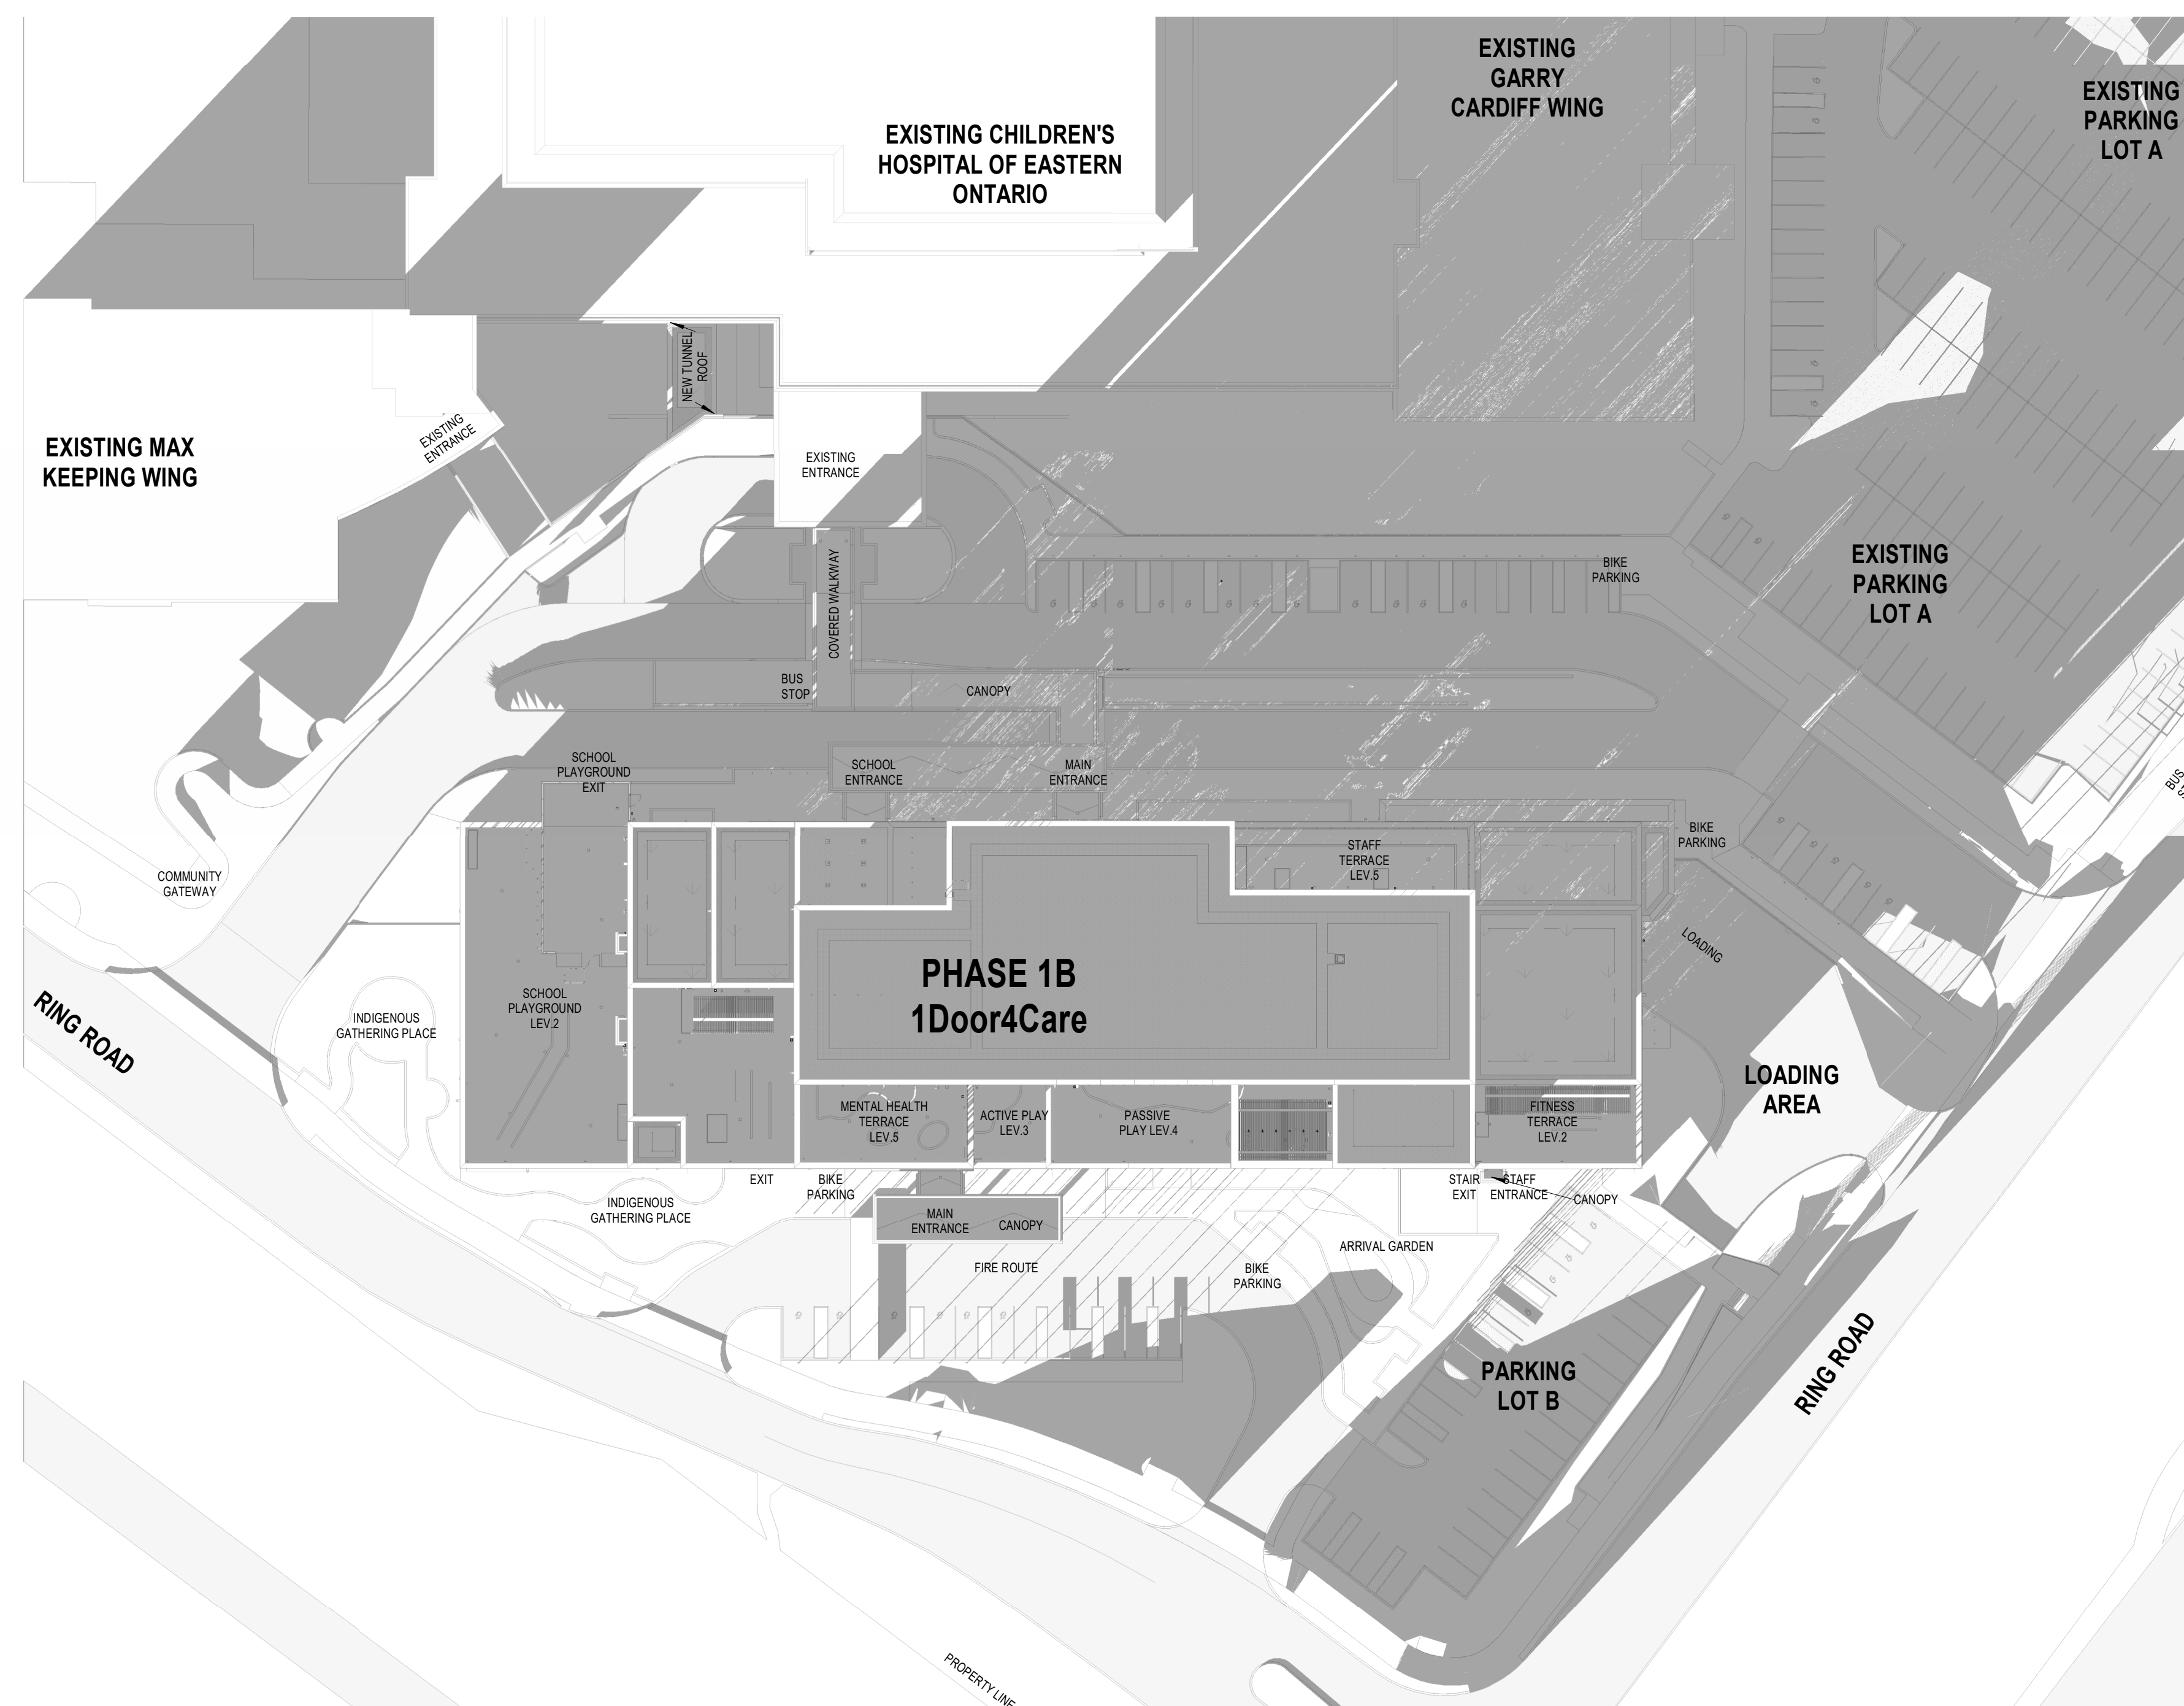 EXISTING
GARRY
CARDIFF WING
EXISTING
PARKING
LOT A
EXISTING CHILDREN'S
HOSPITAL OF EASTERN
ONTARIO
NEW TUNNEL
ROOF
EXISTING MAX
KEEPING WING
EXISTING
ENTRANCE
EXISTING
ENTRANCE
COVERED WALKWAY
BIKE
PARKING
EXISTING
PARKING
LOT A
BUS
STOP
CANOPY
SCHOOL
PLAYGROUND
EXIT
SCHOOL
ENTRANCE
MAIN
ENTRANCE
BUS
COMMUNITY
GATEWAY
STAFF
TERRACE
LEV.5
BIKE
PARKING
LOADING
PHASE 1B
1Door4Care
RING ROAD
INDIGENOUS
GATHERING PLACE
SCHOOL
PLAYGROUND
LEV.2
LOADING
AREA
MENTAL HEALTH
TERRACE
LEV.5
ACTIVE PLAY
LEV.3
PASSIVE
PLAY LEV.4
FITNESS
TERRACE
LEV.2
EXIT
BIKE
PARKING
STAIR
EXIT
STAFF
ENTRANCE
CANOPY
INDIGENOUS
GATHERING PLACE
MAIN
ENTRANCE
CANOPY
ARRIVAL GARDEN
FIRE ROUTE
BIKE
PARKING
PARKING
LOT B
RING ROAD
PROPERTY LINE